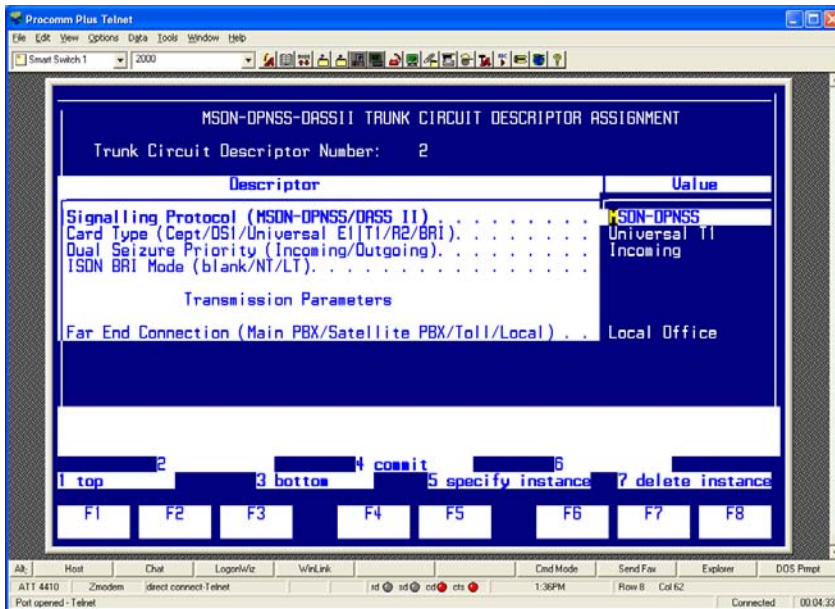 Procomm Plus Telnet
File Edit View Options Data Tools Window Help
Smart Switch 1 2000
MSDN-DPNSS-DASSII TRUNK CIRCUIT DESCRIPTOR ASSIGNMENT
Trunk Circuit Descriptor Number: 2
Descriptor Value
Signalling Protocol (MSDN-DPNSS/DASS II) . . . . . . . . . MSDN-DPNSS
Card Type (Cept/DS1/Universal E1|T1/R2/BRI). . . . . . . . Universal T1
Dual Seizure Priority (Incoming/Outgoing). . . . . . . . . Incoming
ISDN BRI Mode (blank/NT/LT). . . . . . . . . . . . . . . .
Transmission Parameters
Far End Connection (Main PBX/Satellite PBX/Toll/Local) . . Local Office
2 4 commit 6
1 top 3 bottom 5 specify instance 7 delete instance
F1 F2 F3 F4 F5 F6 F7 F8
Alt; Host Chat LogonWiz WinLink Cmd Mode Send Fax Explorer DOS Prmpt
ATT 4410 Zmodem direct connect-Telnet rd sd cd cts 1:36PM Row 8 Col 62
Port opened - Telnet Connected 00:04:33